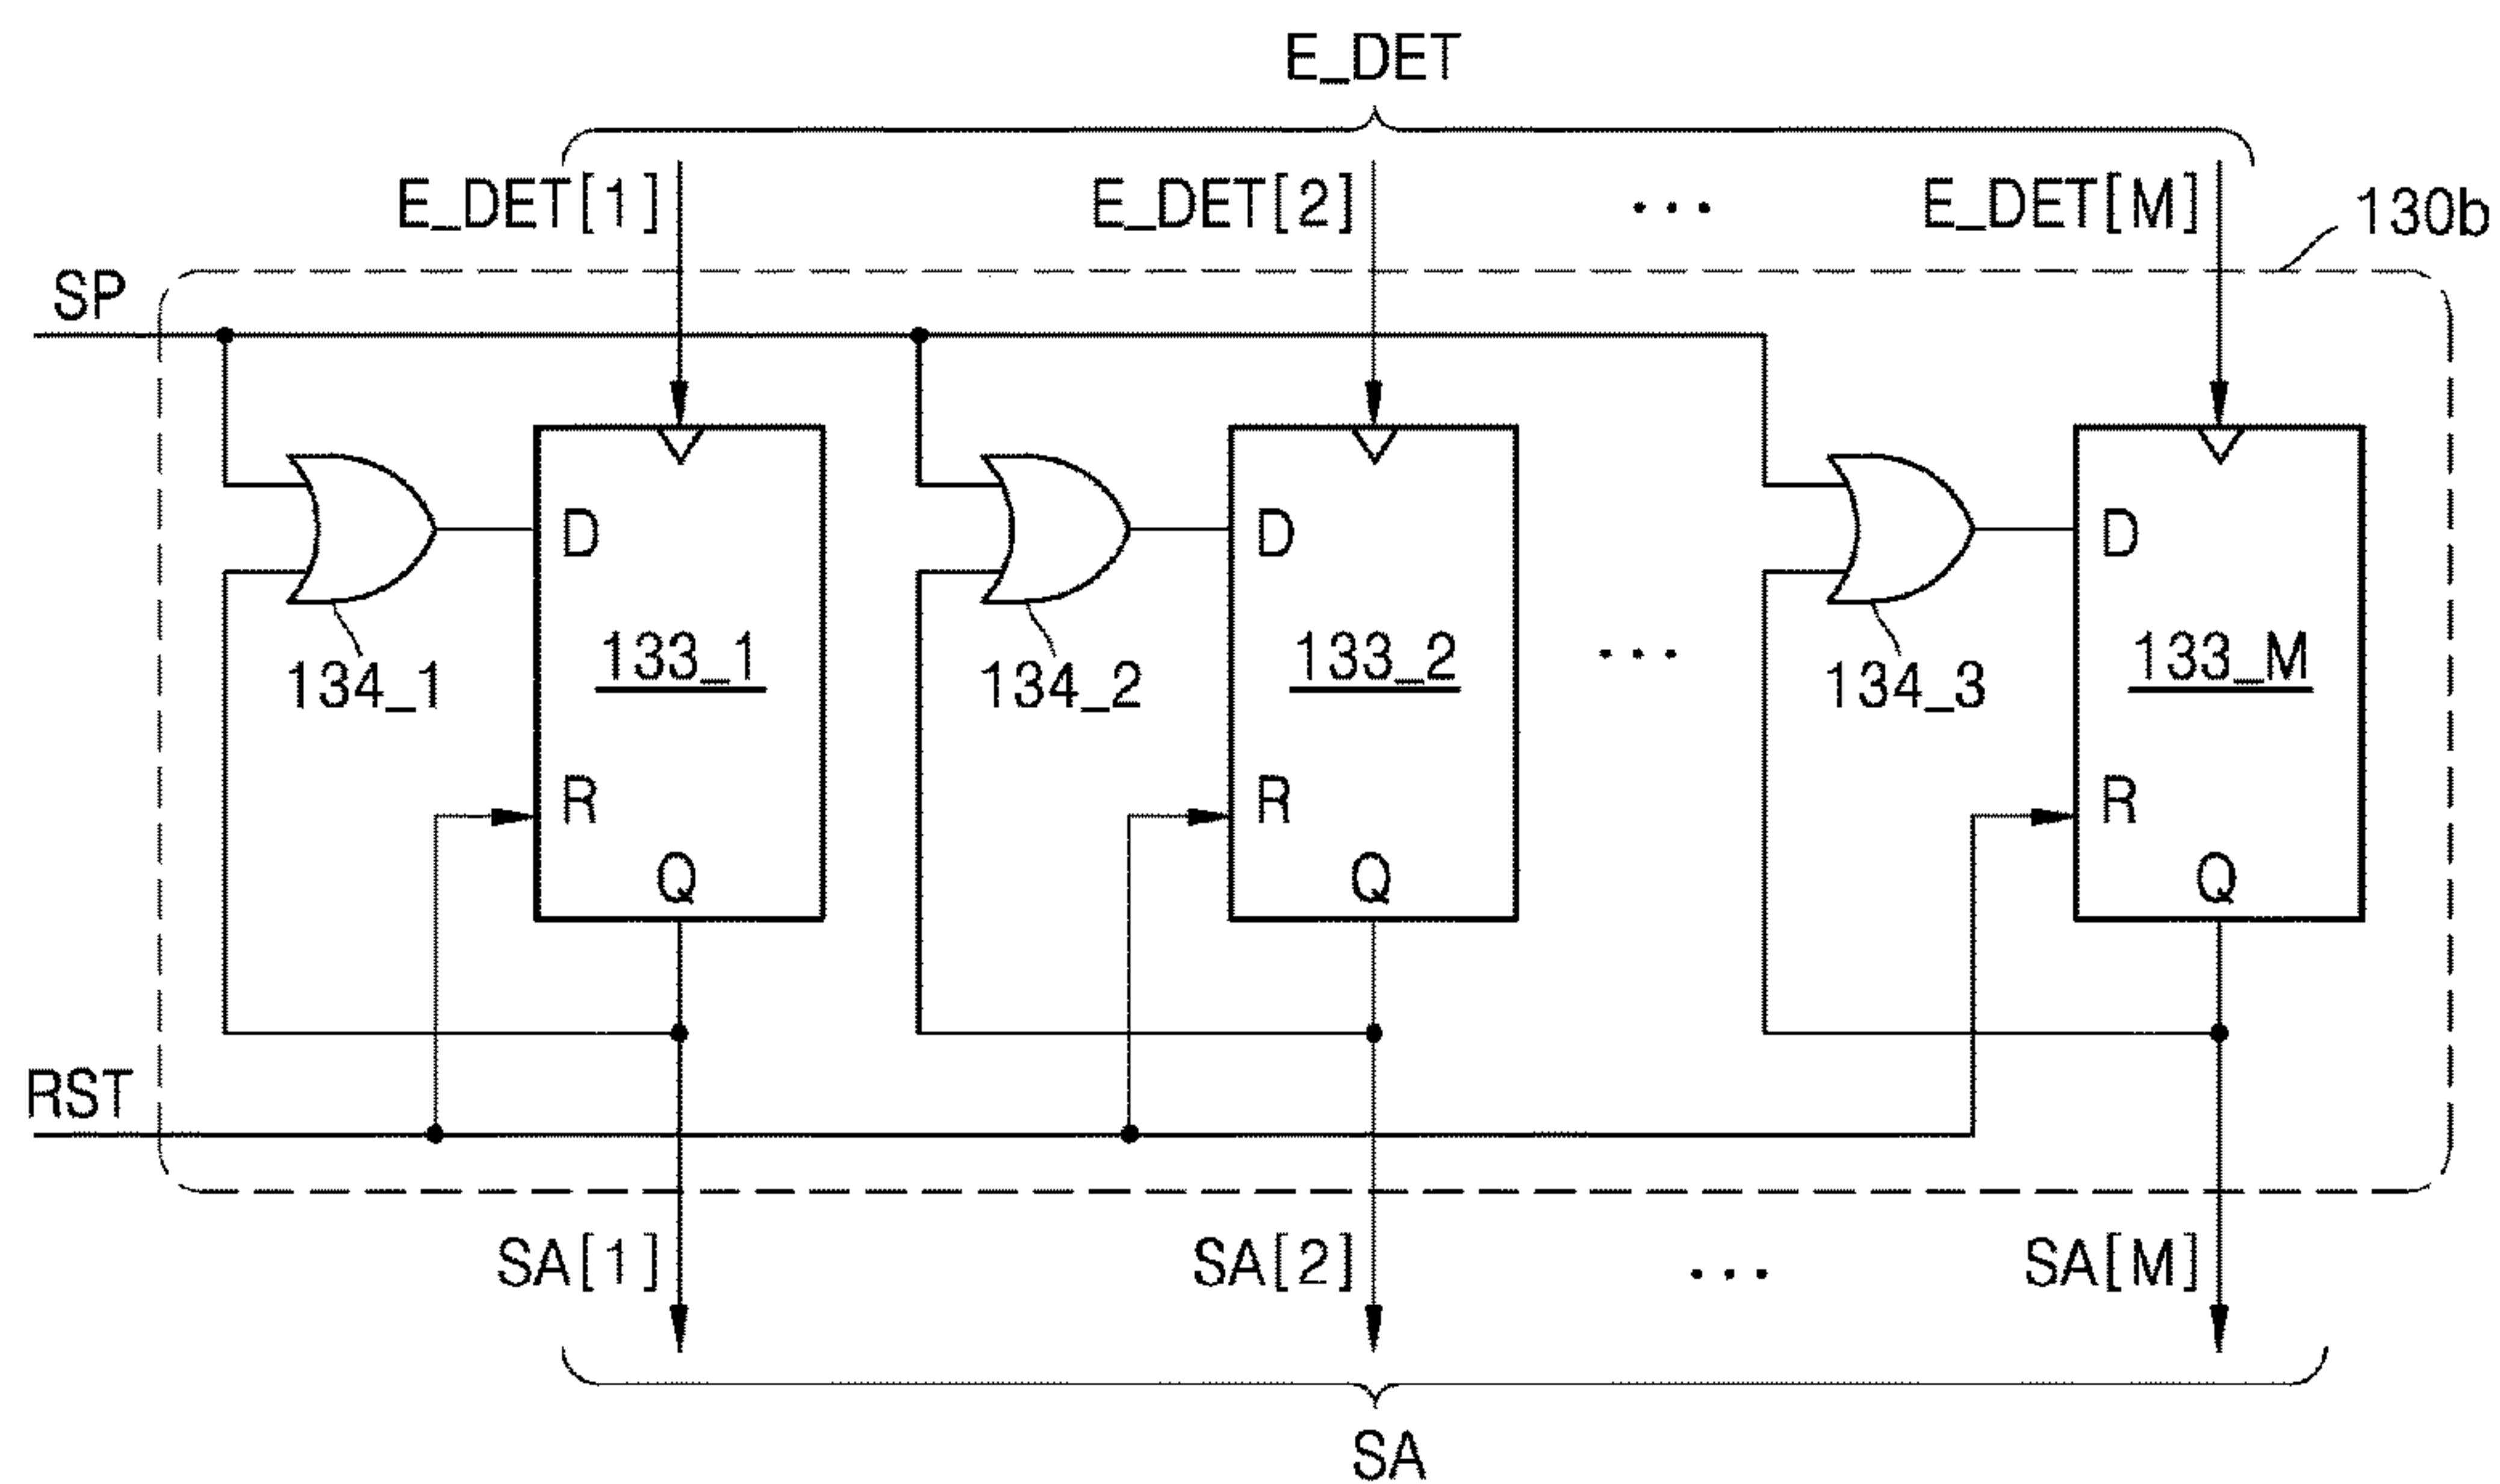 E_DET
E_DET[1] E_DET[2] ... E_DET[M] 130b
SP
D D D
134_1 133_1 134_2 133_2 ... 134_3 133_M
R R R
Q Q Q
RST
SA[1] SA[2] ... SA[M]
SA